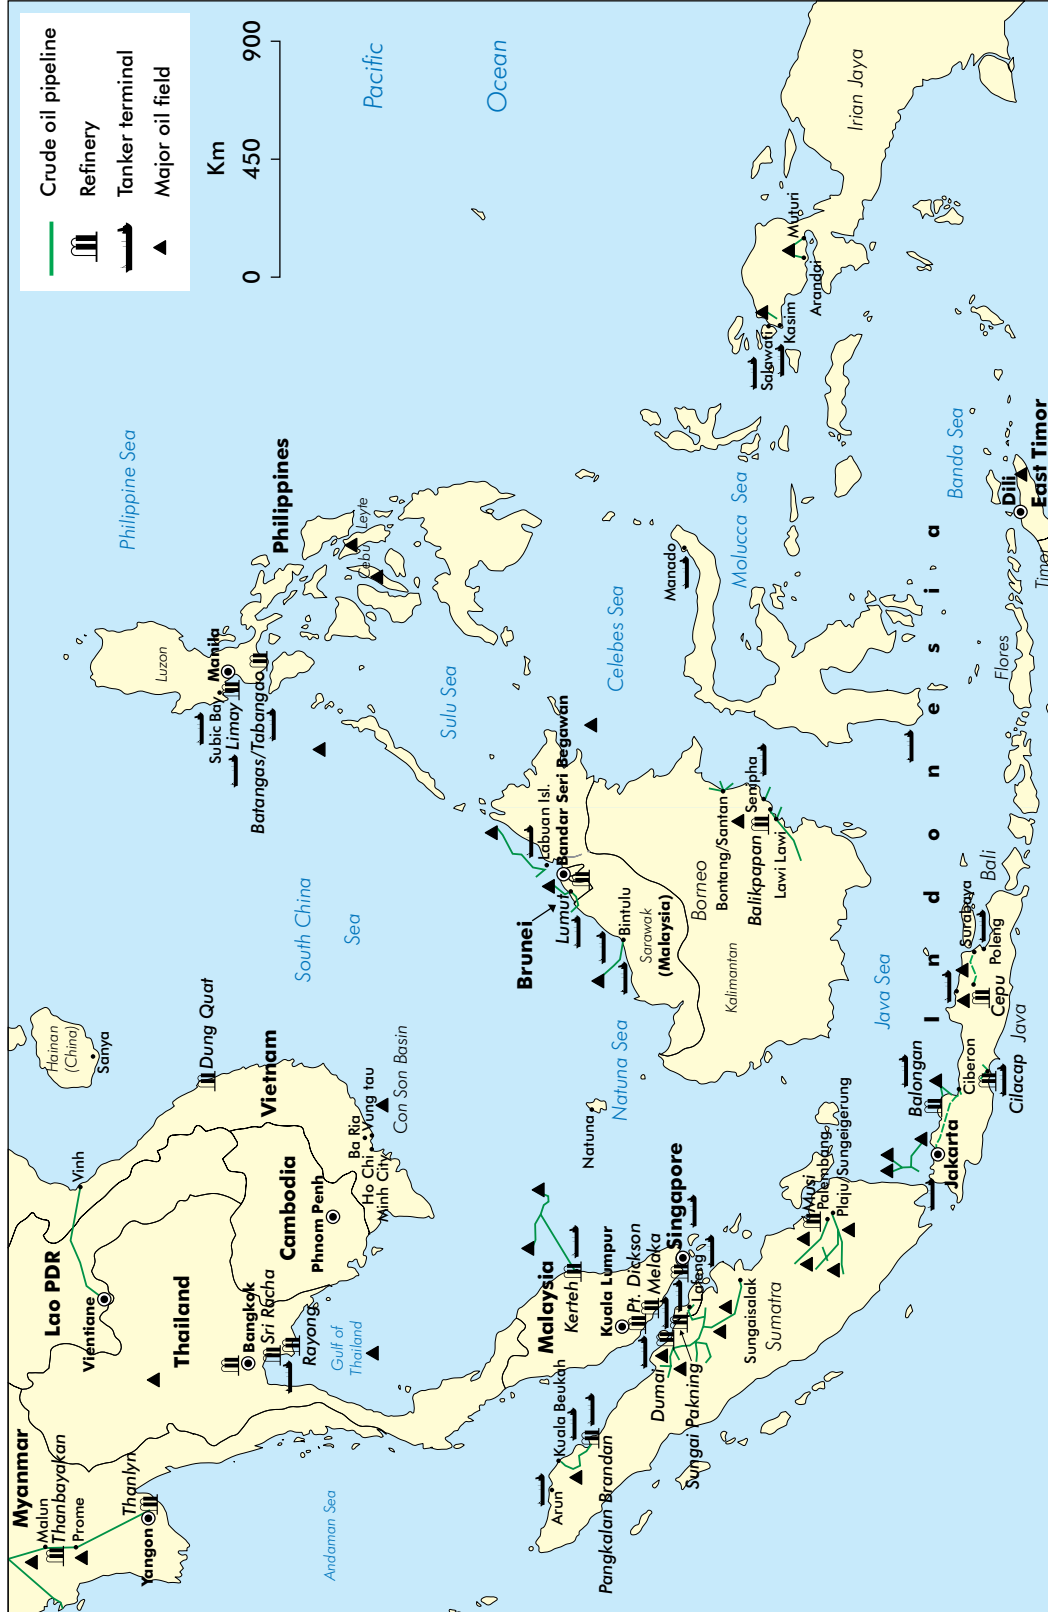 Crude oil pipeline
Refinery
Tanker terminal
Major oil field
Km
0 450 900
Pacific
Ocean
Philippine Sea
Philippines
Luzon
Subic Bay
Manila
Limay
Batangas/Tabangao
Cebu
Leyte
Sulu Sea
Celebes Sea
Molucca Sea
Banda Sea
South China
Sea
Hainan
(China)
Sanya
Dung Quat
Vietnam
Vinh
Ba Ria
Vung tau
Ho Chi
Minh City
Con Son Basin
Lao PDR
Vientiane
Cambodia
Phnom Penh
Thailand
Bangkok
Sri Racha
Rayong
Gulf of
Thailand
Myanmar
Malun
Thanbayakan
Prome
Thanlyn
Yangon
Andaman Sea
Malaysia
Kerteh
Kuala Lumpur
Pt. Dickson
Melaka
Singapore
Natuna
Natuna Sea
Brunei
Lumut
Labuan Isl.
Bandar Seri Begawan
Bintulu
Sarawak
(Malaysia)
Borneo
Kalimantan
Bontang/Santan
Senipha
Balikpapan
Lawi Lawi
Manado
Salawati
Kasim
Arandai
Muturi
Irian Jaya
Arun
Kuala Beukah
Pangkalan Brandan
Dumai
Sungai Pakning
Lalang
Sungaisalak
Sumatra
Musi
Palembang
Plaju/Sungeigerung
Java Sea
Indonesia
Jakarta
Balongan
Ciberon
Cilacap
Java
Cepu
Surabaya
Poleng
Bali
Flores
Timor
Dili
East Timor